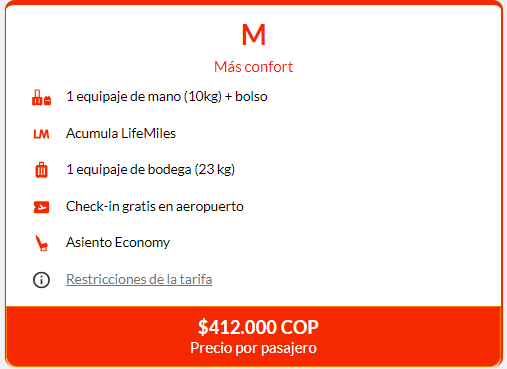 M
Más confort
1 equipaje de mano (10kg) + bolso
LM Acumula LifeMiles
1 equipaje de bodega (23 kg)
Check-in gratis en aeropuerto
Asiento Economy
Restricciones de la tarifa
$412.000 COP
Precio por pasajero